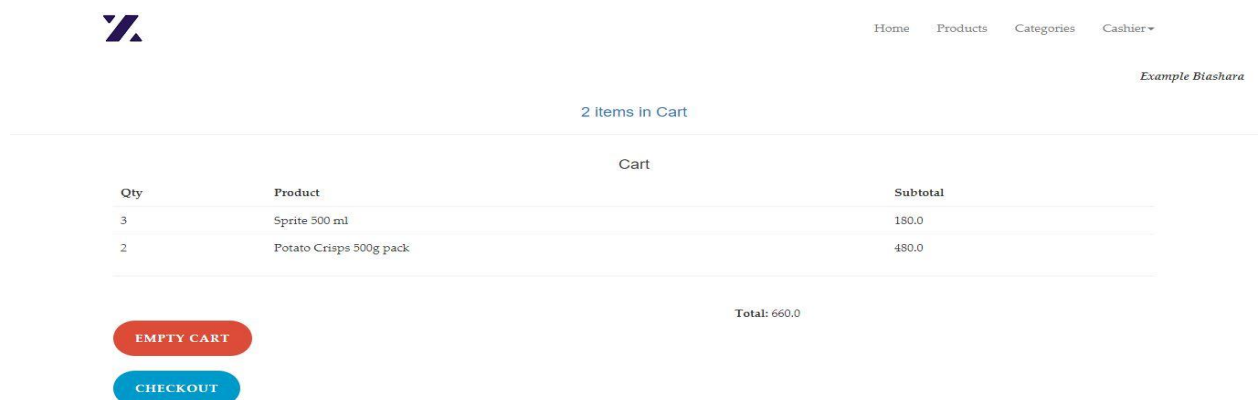 Home Products Categories Cashier
Example Biashara
2 items in Cart
Cart
Qty Product Subtotal
3 Sprite 500 ml 180.0
2 Potato Crisps 500g pack 480.0
Total: 660.0
EMPTY CART
CHECKOUT